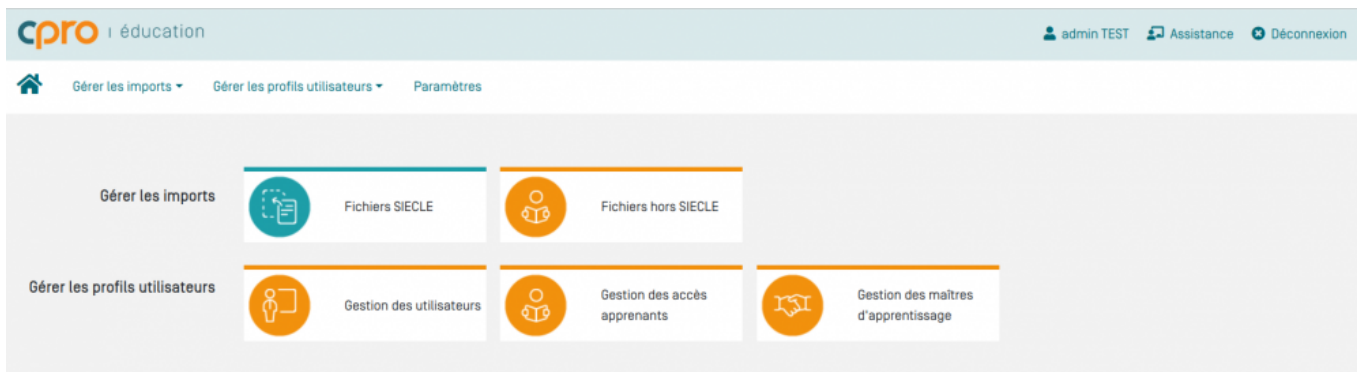 cpro éducation
admin TEST Assistance Déconnexion
Gérer les imports Gérer les profils utilisateurs Paramètres
Gérer les imports
Fichiers SIECLE
Fichiers hors SIECLE
Gérer les profils utilisateurs
Gestion des utilisateurs
Gestion des accès
apprenants
Gestion des maîtres
d'apprentissage